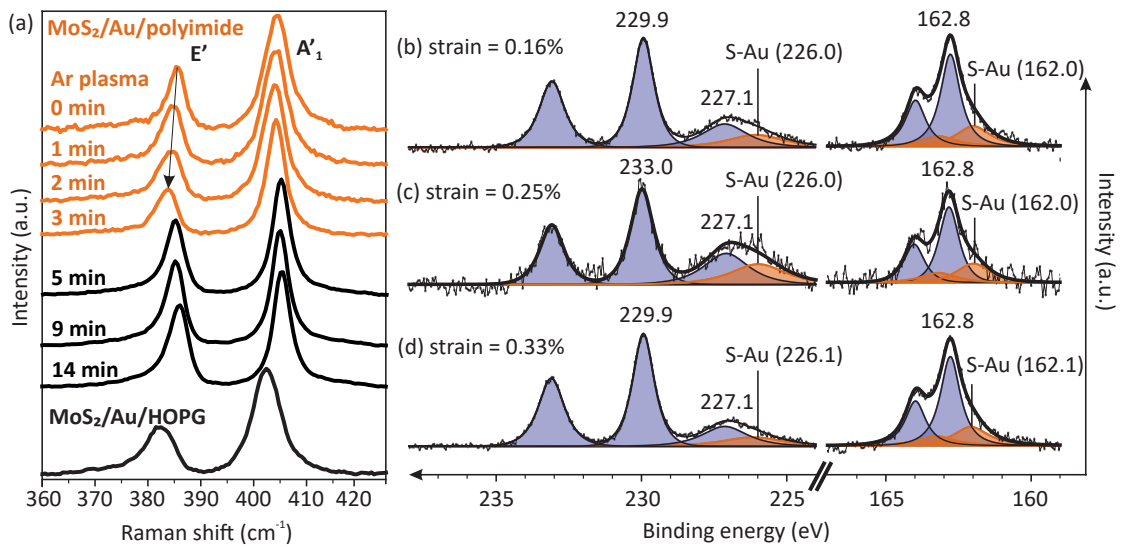 (a)
MoS₂/Au/polyimide
E’
A’₁
Ar plasma
0 min
1 min
2 min
3 min
5 min
9 min
14 min
MoS₂/Au/HOPG
Intensity (a.u.)
360 380 390 400 410 420
Raman shift (cm⁻¹)
(b) strain = 0.16%
229.9
227.1
S-Au (226.0)
162.8
S-Au (162.0)
(c) strain = 0.25%
233.0
227.1
S-Au (226.0)
162.8
S-Au (162.0)
(d) strain = 0.33%
229.9
227.1
S-Au (226.1)
162.8
S-Au (162.1)
Intensity (a.u.)
235 230 225 165 160
Binding energy (eV)